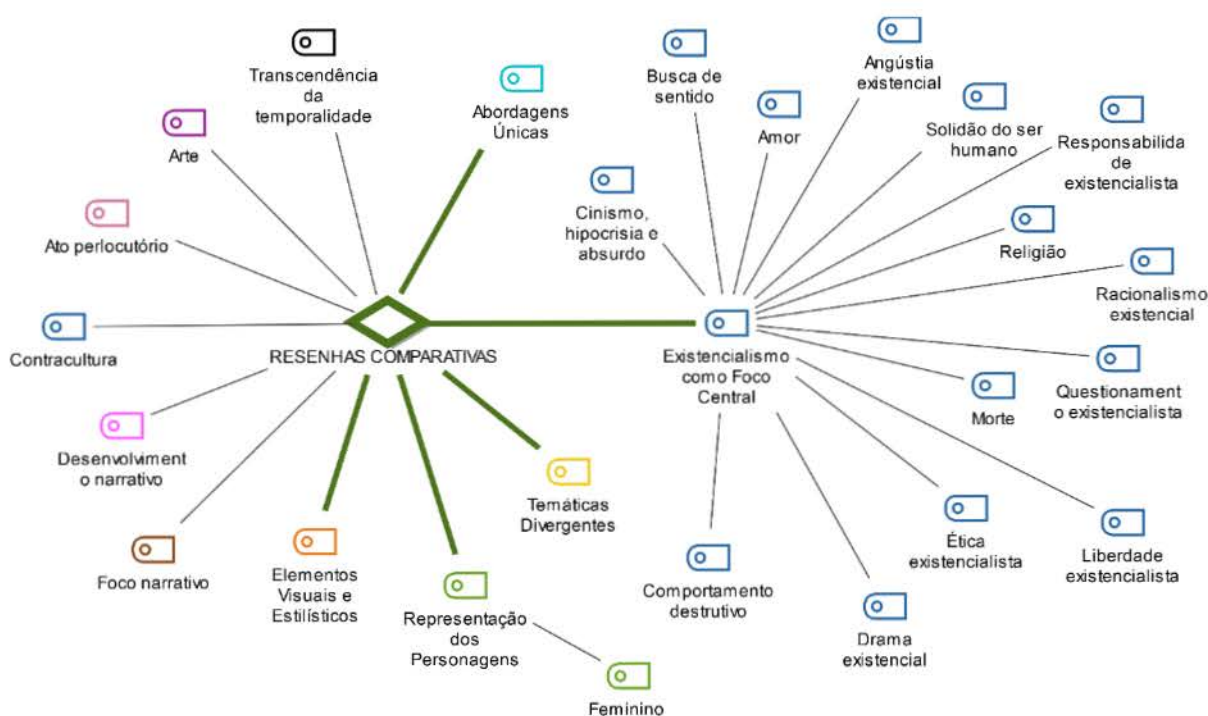 Transcendência
da
temporalidade
Abordagens
Únicas
Arte
Ato perlocutório
Contracultura
RESENHAS COMPARATIVAS
Desenvolviment
o narrativo
Foco narrativo
Elementos
Visuais e
Estilísticos
Representação
dos
Personagens
Feminino
Temáticas
Divergentes
Busca de
sentido
Angústia
existencial
Amor
Solidão do ser
humano
Responsabilida
de
existencialista
Cinismo,
hipocrisia e
absurdo
Religião
Racionalismo
existencial
Existencialismo
como Foco
Central
Questionament
o existencialista
Morte
Ética
existencialista
Liberdade
existencialista
Comportamento
destrutivo
Drama
existencial